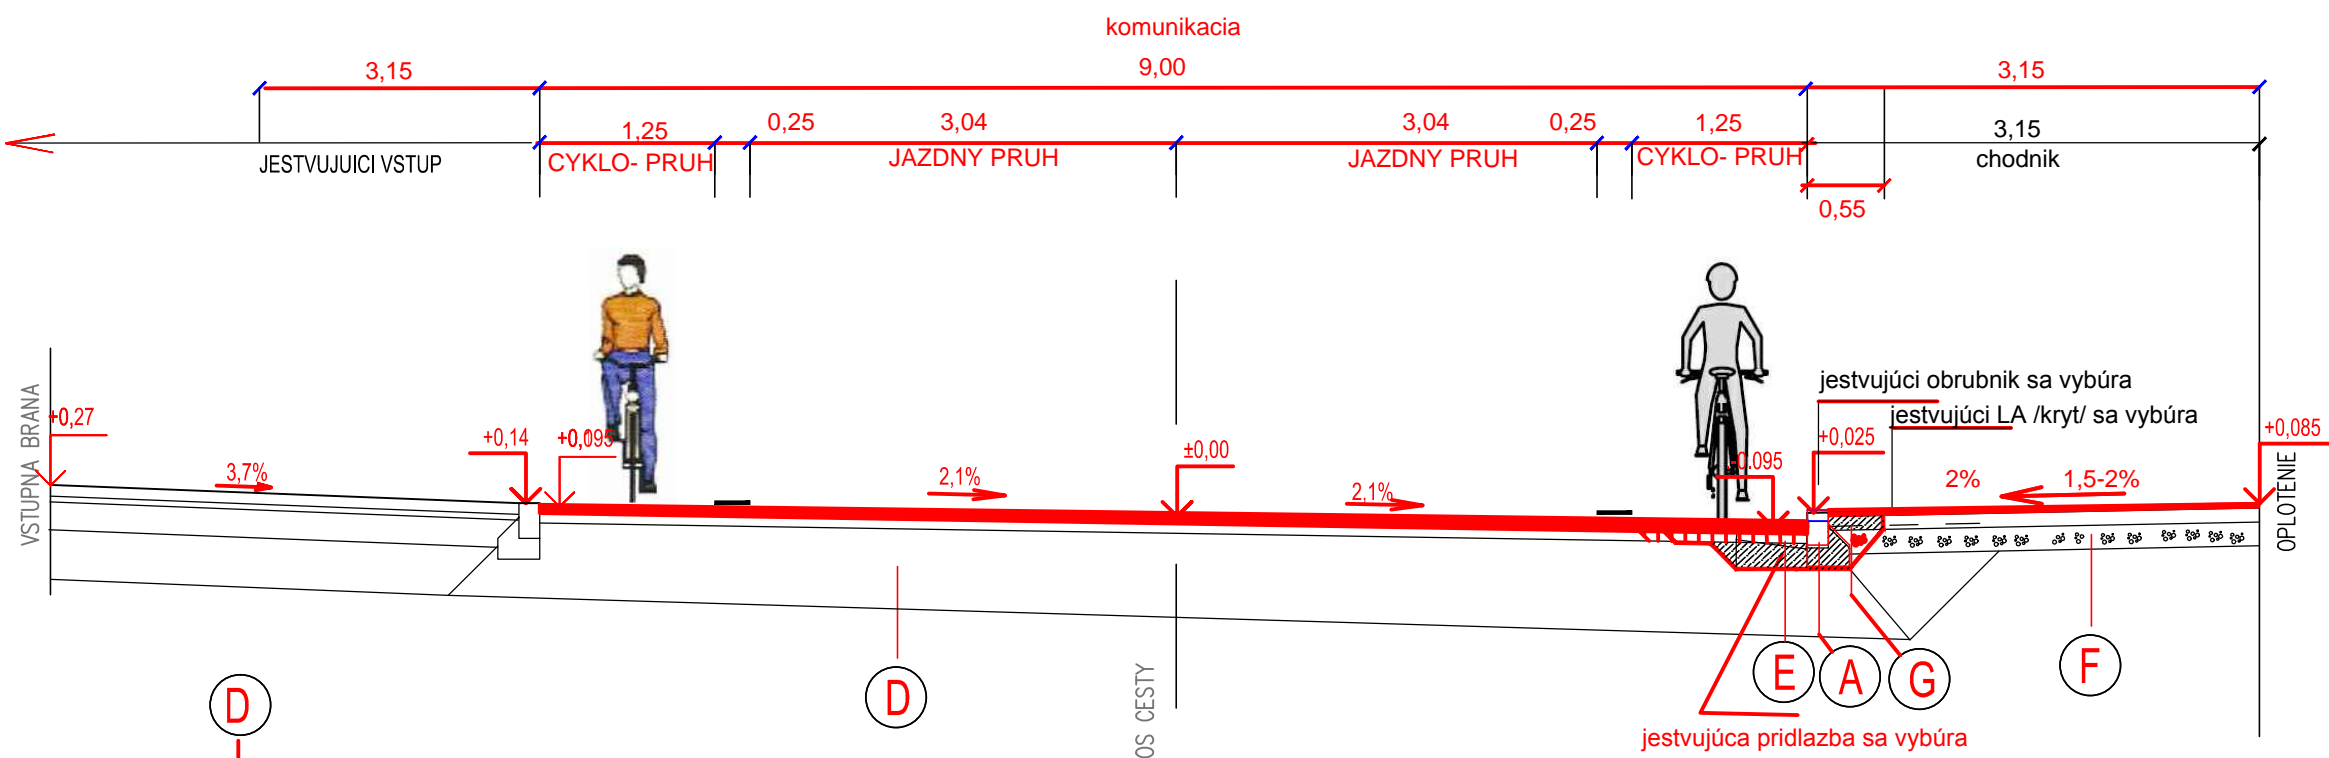 komunikacia
3,15
9,00
3,15
1,25
0,25
3,04
3,04
0,25
1,25
3,15
JESTVUJUICI VSTUP
CYKLO- PRUH
JAZDNY PRUH
JAZDNY PRUH
CYKLO- PRUH
chodnik
0,55
jestvujúci obrubnik sa vybúra
jestvujúci LA /kryt/ sa vybúra
VSTUPNA BRANA
+0,27
+0,14
±0,00
-0.095
+0,025
+0,085
3,7%
2,1%
2,1%
2%
1,5-2%
OPLOTENIE
D
D
OS CESTY
E
A
G
F
jestvujúca pridlazba sa vybúra